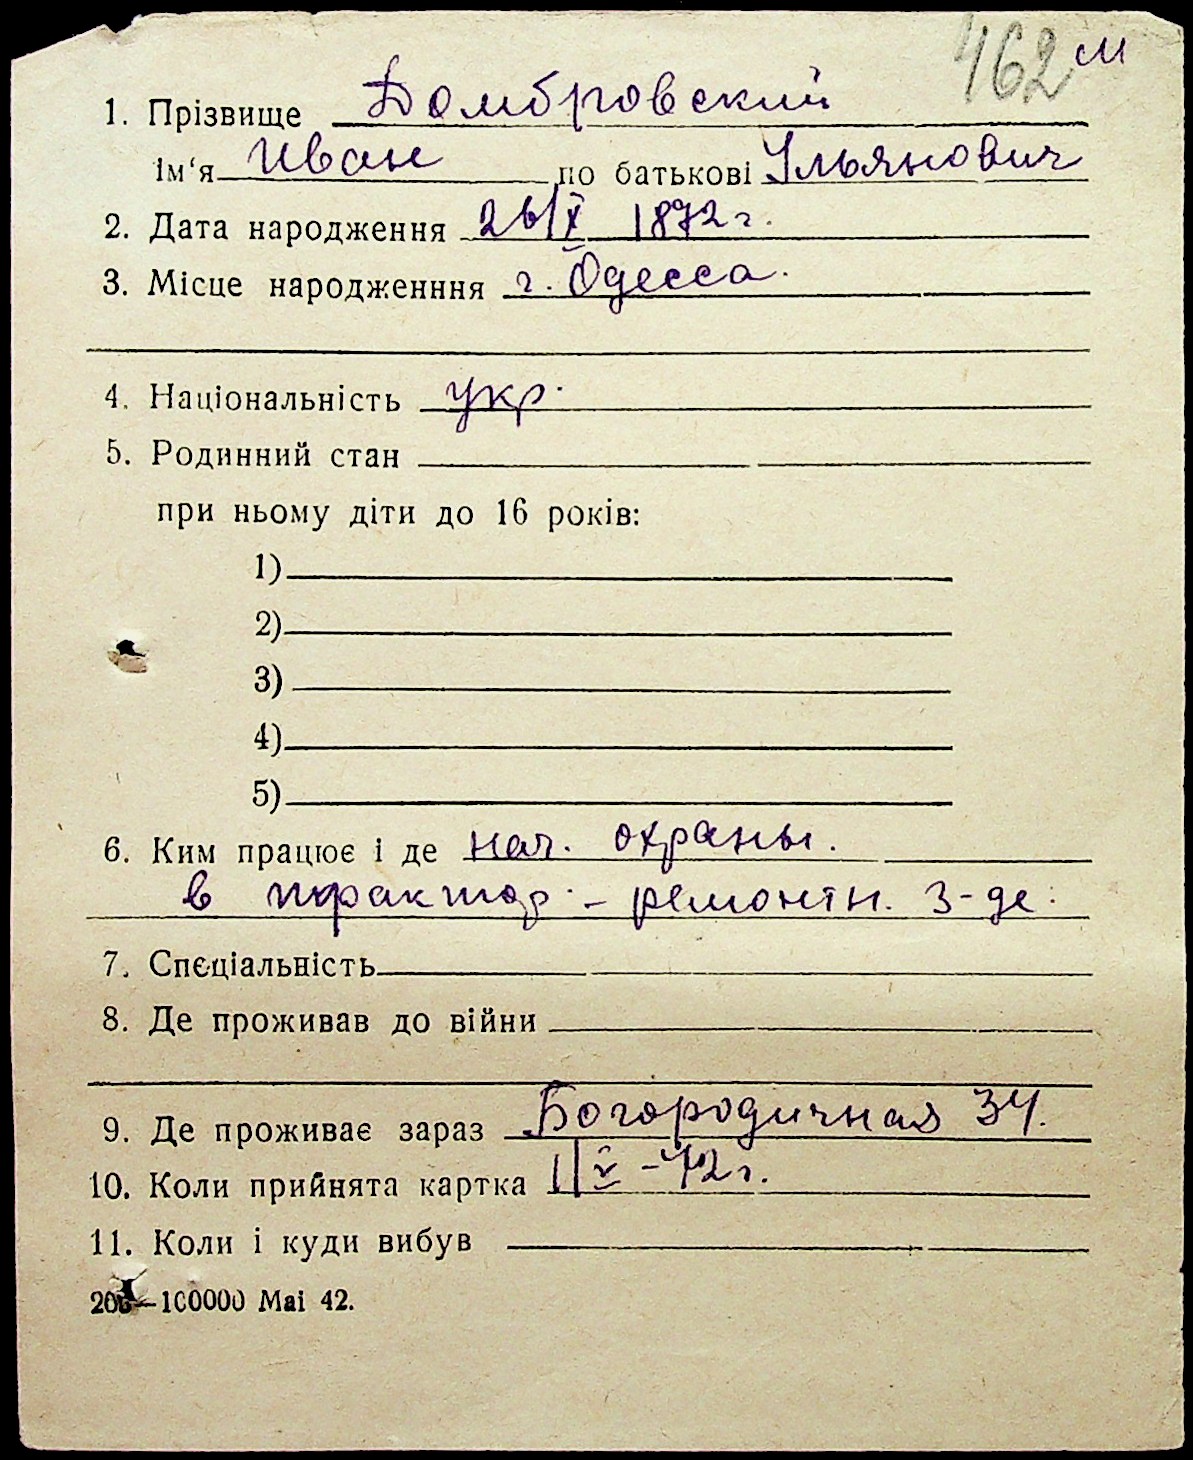 462 м
1. Прізвище Домбровский
Ім'я Иван по батькові Ульянович
2. Дата народження 26/X 1872 г.
3. Місце народженння г. Одесса.
4. Національність укр.
5. Родинний стан
при ньому діти до 16 років:
1)
2)
3)
4)
5)
6. Ким працює і де нач. охраны.
в трактор. - ремонтн. з-де.
7. Спєціальність
8. Де проживав до війни
9. Де проживає зараз Богородичная 34.
10. Коли прийнята картка V - 42 г.
11. Коли і куди вибув
100000 Mai 42.